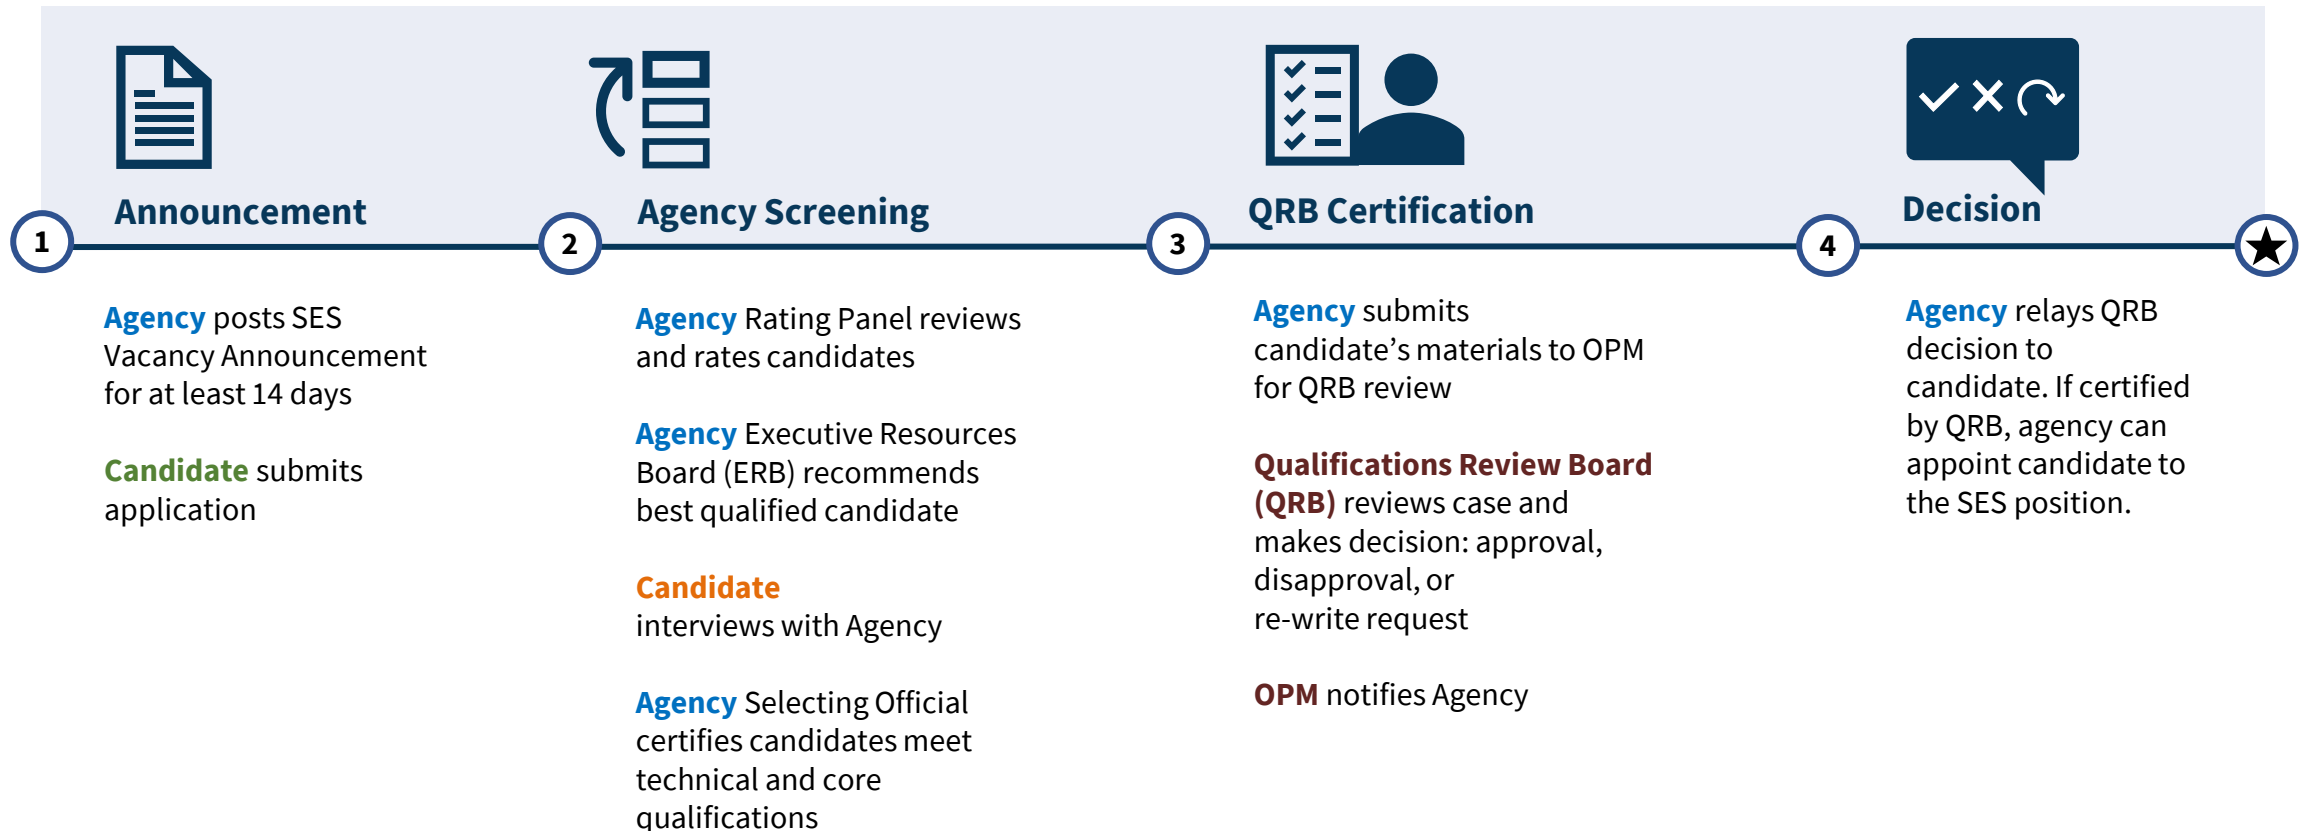 Announcement
Agency Screening
QRB Certification
Decision
1
2
3
4
Agency posts SES
Vacancy Announcement
for at least 14 days
Candidate submits
application
Agency Rating Panel reviews
and rates candidates
Agency Executive Resources
Board (ERB) recommends
best qualified candidate
Candidate
interviews with Agency
Agency Selecting Official
certifies candidates meet
technical and core
qualifications
Agency submits
candidate’s materials to OPM
for QRB review
Qualifications Review Board
(QRB) reviews case and
makes decision: approval,
disapproval, or
re-write request
OPM notifies Agency
Agency relays QRB
decision to
candidate. If certified
by QRB, agency can
appoint candidate to
the SES position.